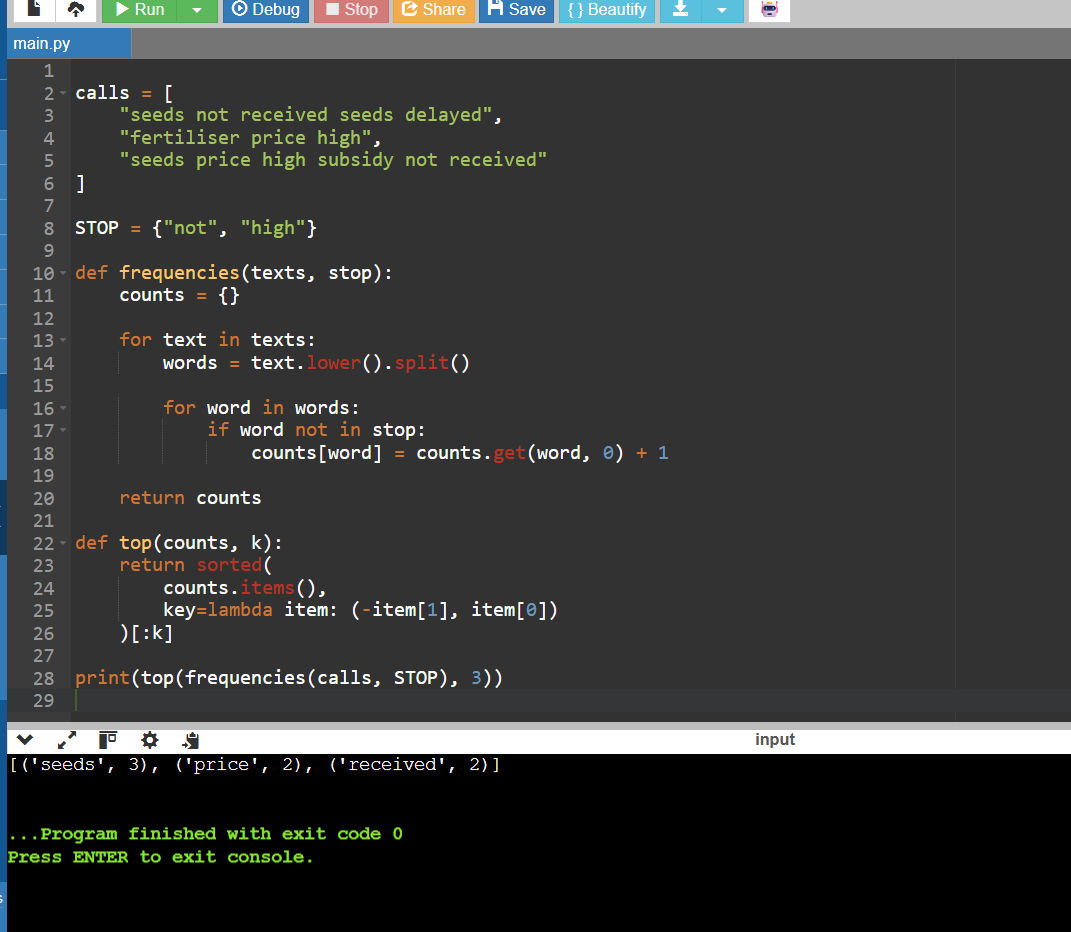 Run Debug Stop Share Save { } Beautify
main.py
1
2 calls = [
3     "seeds not received seeds delayed",
4     "fertiliser price high",
5     "seeds price high subsidy not received"
6 ]
7
8 STOP = {"not", "high"}
9
10 def frequencies(texts, stop):
11     counts = {}
12
13     for text in texts:
14         words = text.lower().split()
15
16         for word in words:
17             if word not in stop:
18                 counts[word] = counts.get(word, 0) + 1
19
20     return counts
21
22 def top(counts, k):
23     return sorted(
24         counts.items(),
25         key=lambda item: (-item[1], item[0])
26     )[:k]
27
28 print(top(frequencies(calls, STOP), 3))
29
input
[('seeds', 3), ('price', 2), ('received', 2)]
...Program finished with exit code 0
Press ENTER to exit console.